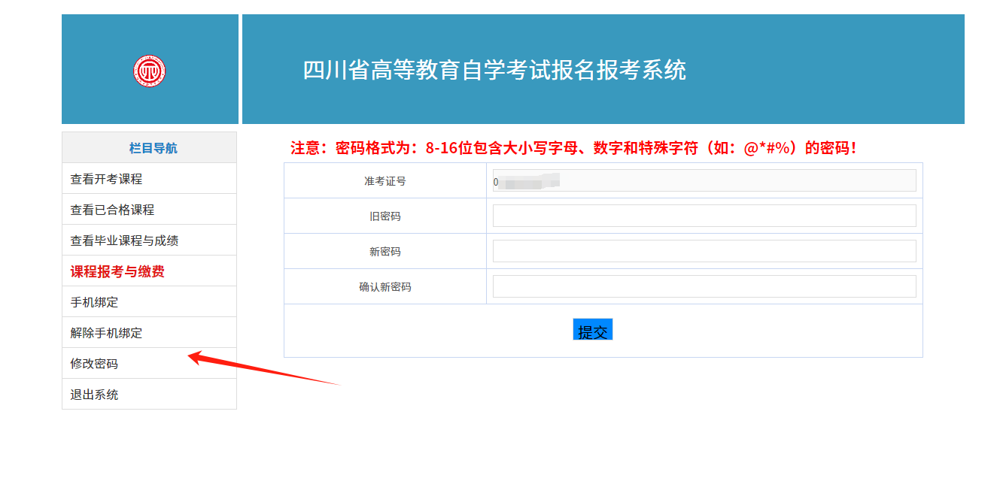 四川省高等教育自学考试报名报考系统
栏目导航
查看开考课程
查看已合格课程
查看毕业课程与成绩
课程报考与缴费
手机绑定
解除手机绑定
修改密码
退出系统
注意：密码格式为：8-16位包含大小写字母、数字和特殊字符（如：@*#%）的密码！
准考证号
0
旧密码
新密码
确认新密码
提交